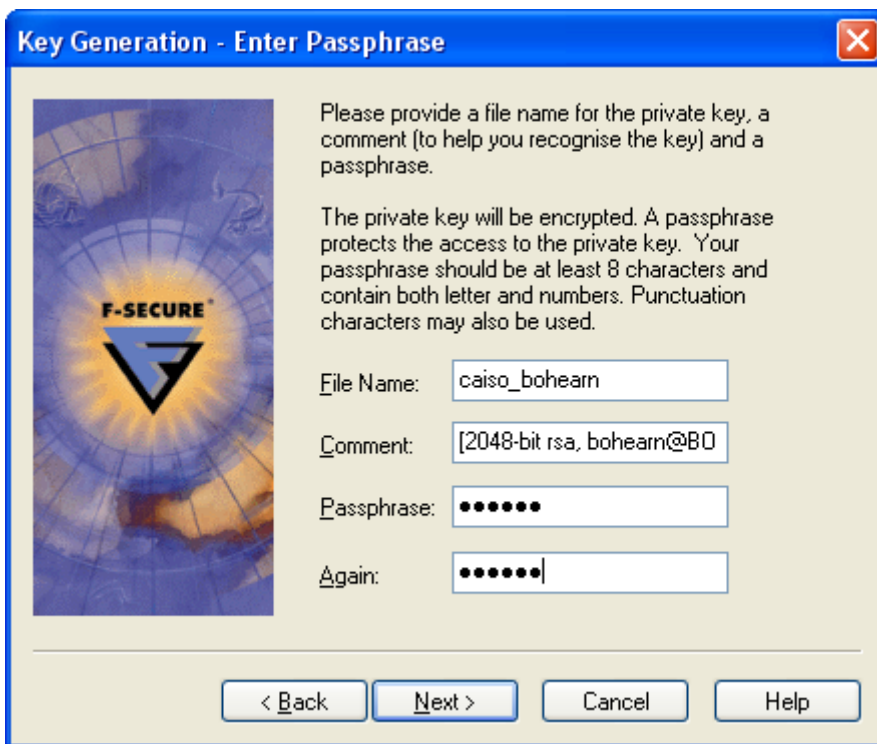 Key Generation - Enter Passphrase
Please provide a file name for the private key, a
comment (to help you recognise the key) and a
passphrase.
The private key will be encrypted. A passphrase
protects the access to the private key. Your
passphrase should be at least 8 characters and
contain both letter and numbers. Punctuation
characters may also be used.
F-SECURE®
File Name: caiso_bohearn
Comment: [2048-bit rsa, bohearn@BO
Passphrase: ●●●●●●
Again: ●●●●●●
< Back Next > Cancel Help